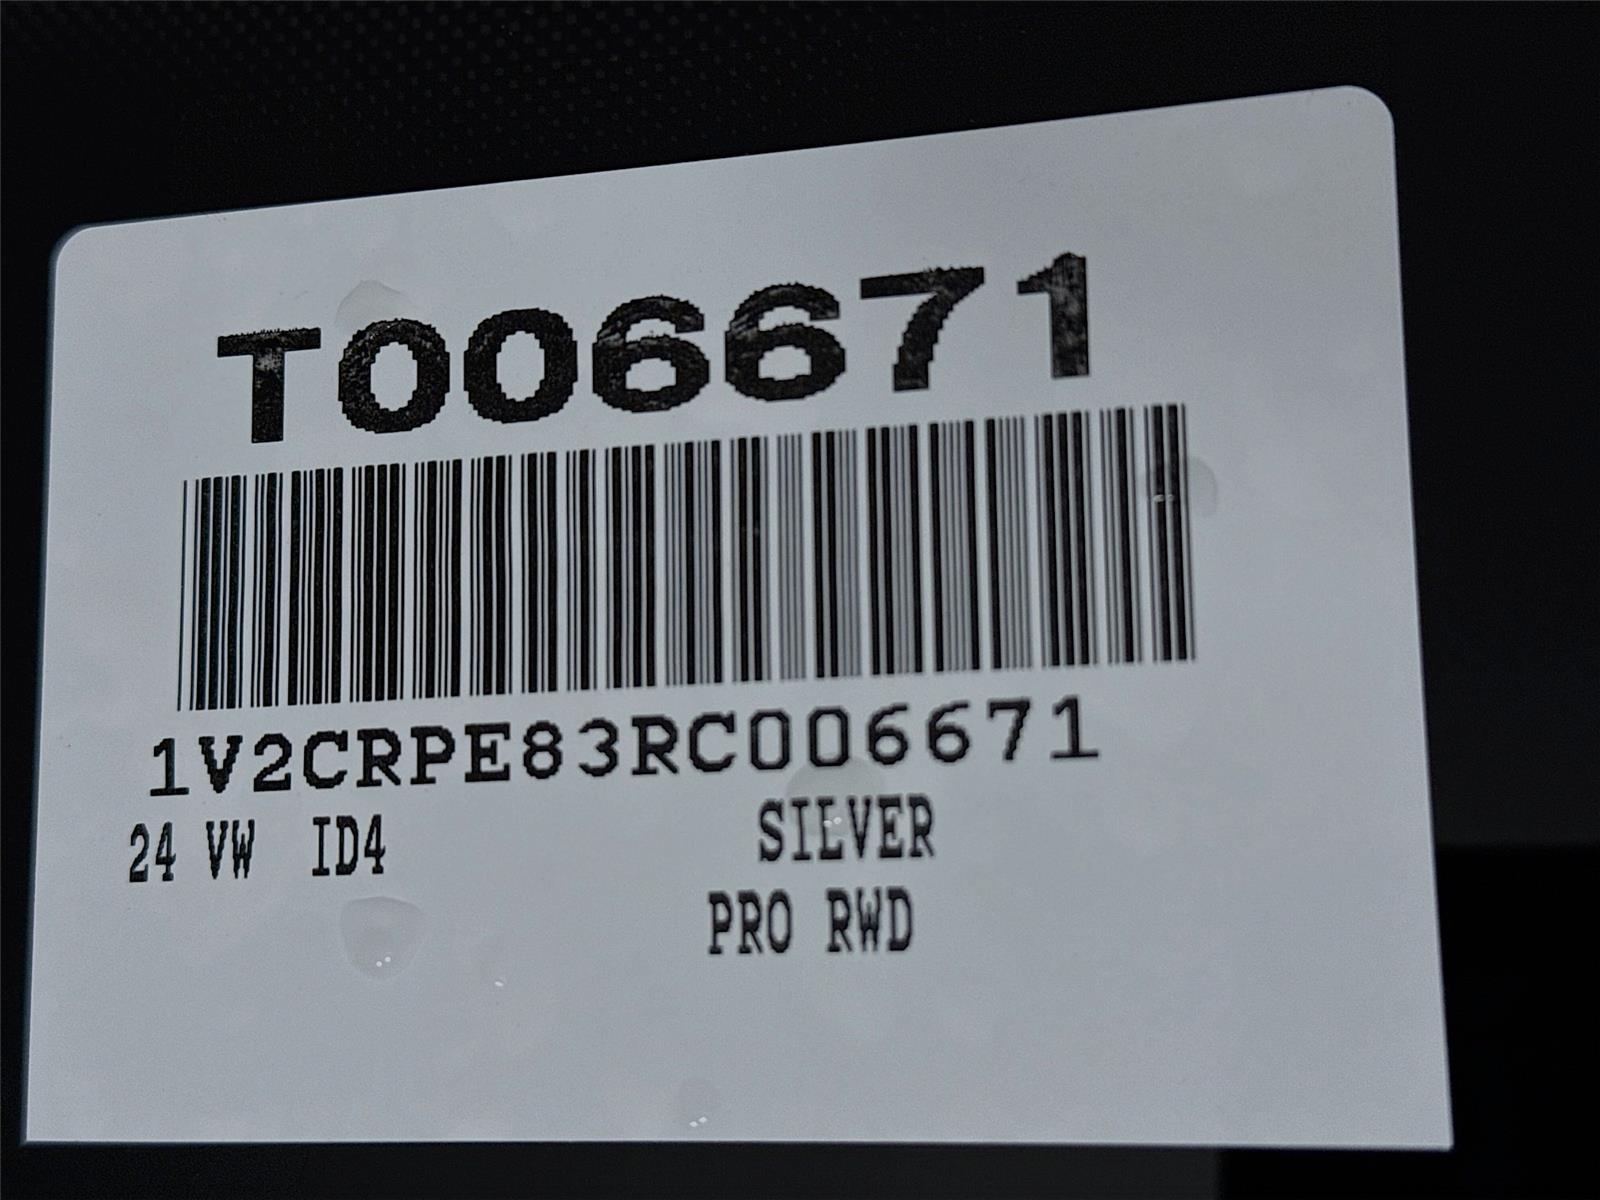 T006671
1V2CRPE83RC006671
24 VW ID4
SILVER
PRO RWD